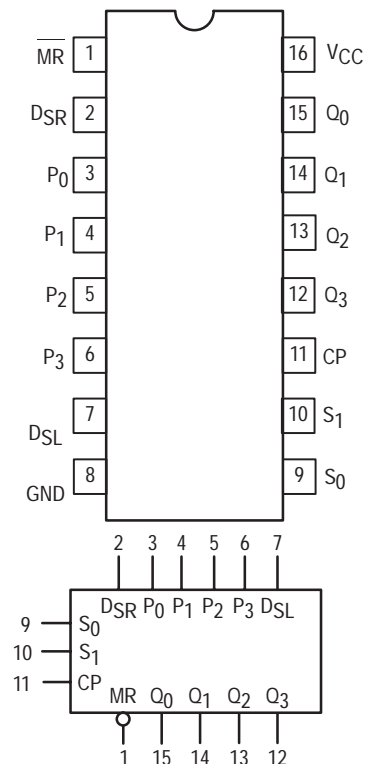 MR 1 16 VCC
DSR 2 15 Q0
P0 3 14 Q1
P1 4 13 Q2
P2 5 12 Q3
P3 6 11 CP
DSL 7 10 S1
GND 8 9 S0
2 3 4 5 6 7
DSR P0 P1 P2 P3 DSL
9 S0
10 S1
11 CP
MR Q0 Q1 Q2 Q3
1 15 14 13 12